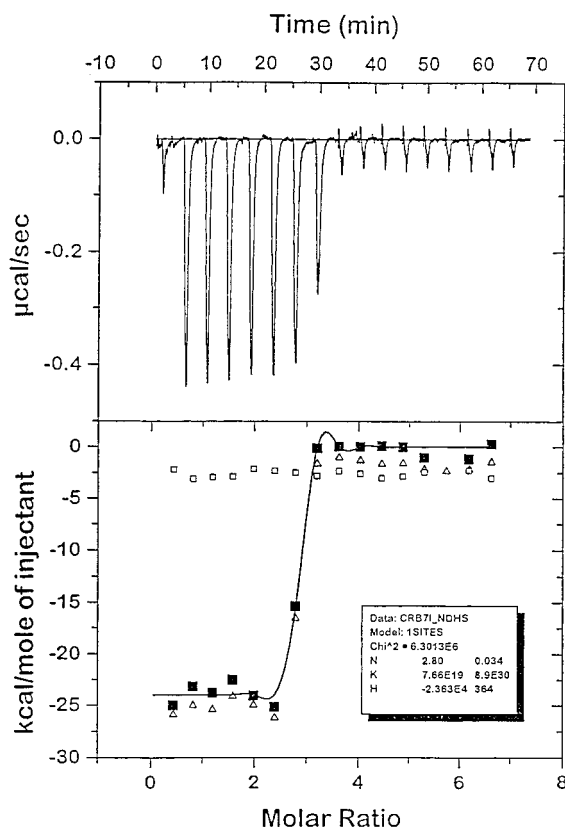 Time (min)
-10 0 10 20 30 40 50 60 70
0.0
-0.2
-0.4
µcal/sec
0
-5
-10
-15
-20
-25
-30
kcal/mole of injectant
Data: CRB7I_NDHS
Model: 1SITES
Chi^2 = 6.3013E6
N 2.80 0.034
K 7.66E19 8.9E30
H -2.363E4 364
0 2 4 6 8
Molar Ratio